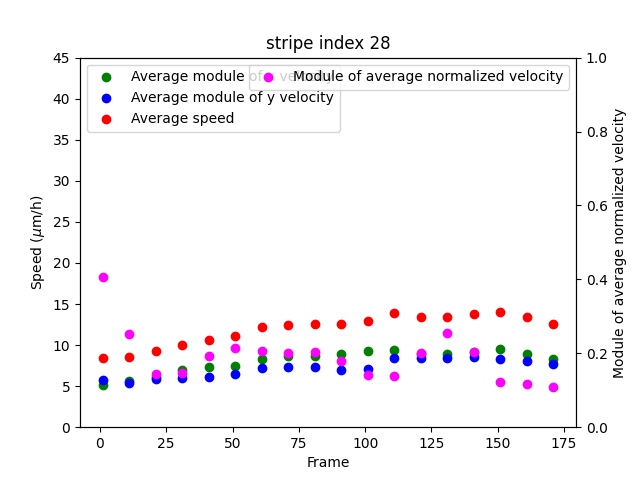 stripe index 28
Average module of
velocity
Average module of y velocity
Average speed
Module of average normalized velocity
45
40
35
30
25
20
15
10
5
0
Speed (μm/h)
1.0
0.8
0.6
0.4
0.2
0.0
Module of average normalized velocity
0
25
50
75
100
125
150
175
Frame